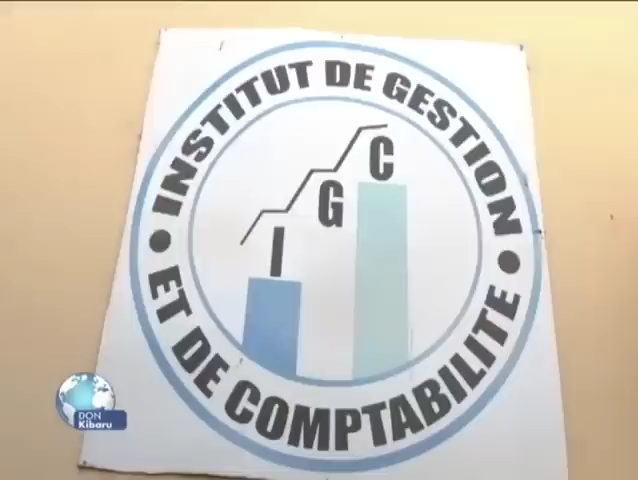 INSTITUT DE GESTION
ET DE COMPTABILITE
I G C
DON
Kibaru